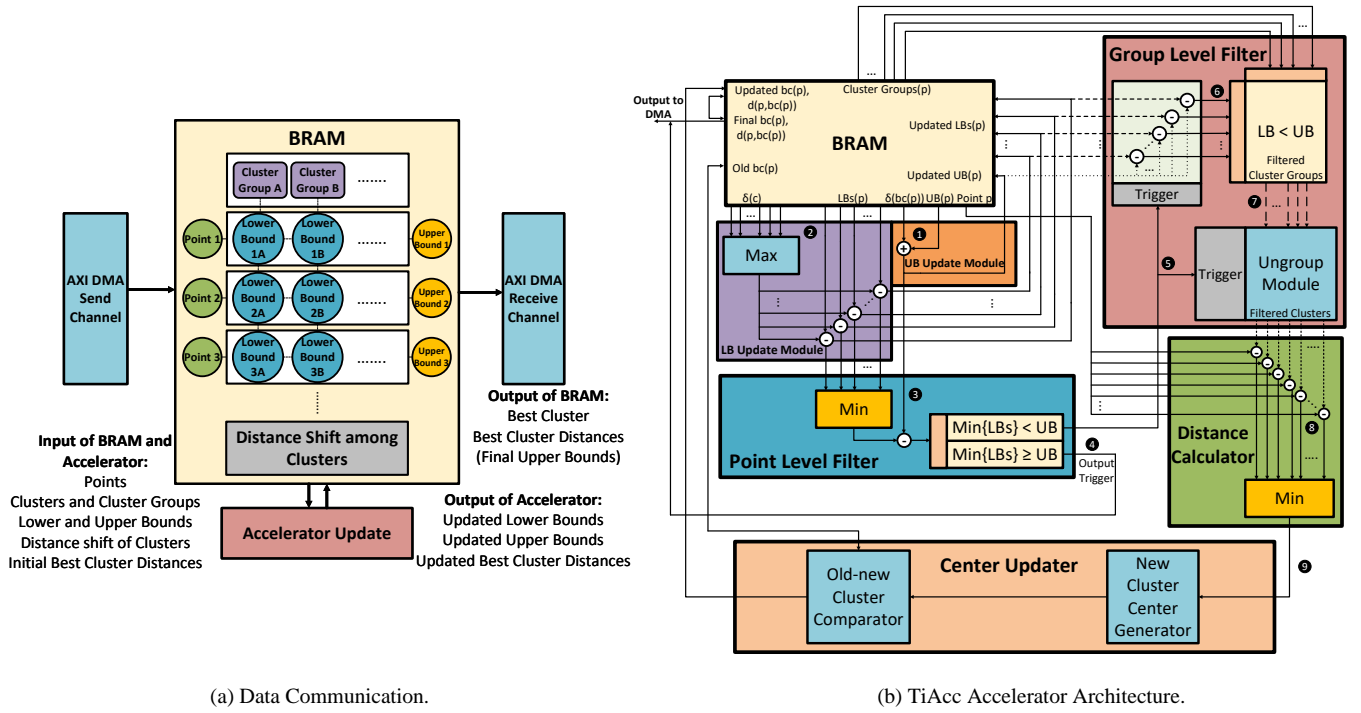 BRAM
Cluster
Group A
Cluster
Group B
.......
Point 1
Lower
Bound
1A
Lower
Bound
1B
.......
Upper
Bound 1
Point 2
Lower
Bound
2A
Lower
Bound
2B
.......
Upper
Bound 2
Point 3
Lower
Bound
3A
Lower
Bound
3B
.......
Upper
Bound 3
AXI DMA
Send
Channel
AXI DMA
Receive
Channel
Distance Shift among
Clusters
Accelerator Update
Input of BRAM and
Accelerator:
Points
Clusters and Cluster Groups
Lower and Upper Bounds
Distance shift of Clusters
Initial Best Cluster Distances
Output of BRAM:
Best Cluster
Best Cluster Distances
(Final Upper Bounds)
Output of Accelerator:
Updated Lower Bounds
Updated Upper Bounds
Updated Best Cluster Distances
(a) Data Communication.
Output to
DMA
Updated bc(p),
d(p,bc(p))
Final bc(p),
d(p,bc(p))
Old bc(p)
Cluster Groups(p)
BRAM
Updated LBs(p)
Updated UB(p)
δ(c)
LBs(p)
δ(bc(p))
UB(p)
Point p
2
Max
LB Update Module
1
+
UB Update Module
Group Level Filter
6
LB < UB
Filtered
Cluster Groups
Trigger
7
5
Trigger
Ungroup
Module
Filtered Clusters
3
Min
Min{LBs} < UB
Min{LBs} ≥ UB
Point Level Filter
4
Output
Trigger
8
Distance
Calculator
Min
9
Center Updater
Old-new
Cluster
Comparator
New
Cluster
Center
Generator
(b) TiAcc Accelerator Architecture.